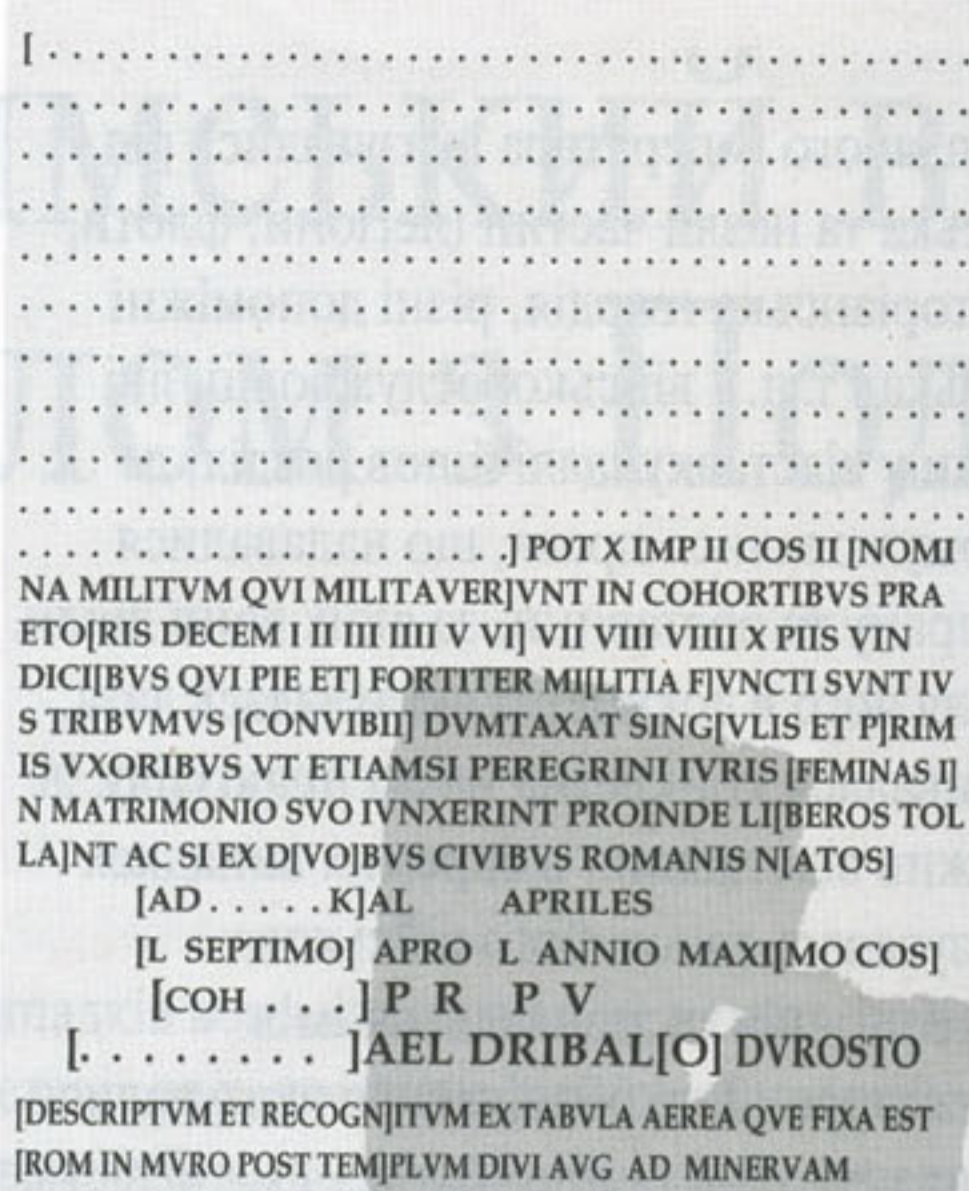 [ . . . . . . . . . . . . . . . . . . . . . . . . . . . . . . . . . . . .
. . . . . . . . . . . . . . . . . . . . . . . . . . . . . . . . . . . . .
. . . . . . . . . . . . . . . . . . . . . . . . . . . . . . . . . . . . .
. . . . . . . . . . . . . . . . . . . . . . . . . . . . . . . . . . . . .
. . . . . . . . . . . . . . . . . . . . . . . . . . . . . . . . . . . . .
. . . . . . . . . . . . . . . . . . . . . . . . . . . . . . . . . . . . .
. . . . . . . . . . . . . . . . . . . . . . . . . . . . . . . . . . . . .
. . . . . . . . . . . . . . . . . . . . . . . . . . . . . . . . . . . . .
. . . . . . . . . . . . . . . . . . . . . . . . . . . . . . . . . . . . .
. . . . . . . . . . . . . . . . . . . . . . . . . . . . . . . . . . . . .
. . . . . . . . . . . . . . . . . . . .] POT X IMP II COS II [NOMI
NA MILITVM QVI MILITAVER]VNT IN COHORTIBVS PRA
ETO[RIS DECEM I II III IIII V VI] VII VIII VIIII X PIIS VIN
DICI[BVS QVI PIE ET] FORTITER MI[LITIA F]VNCTI SVNT IV
S TRIBVMVS [CONVIBII] DVMTAXAT SING[VLIS ET P]RIM
IS VXORIBVS VT ETIAMSI PEREGRINI IVRIS [FEMINAS I]
N MATRIMONIO SVO IVNXERINT PROINDE LI[BEROS TOL
LA]NT AC SI EX D[VO]BVS CIVIBVS ROMANIS N[ATOS]
[AD . . . . . K]AL APRILES
[L SEPTIMO] APRO L ANNIO MAXI[MO COS]
[COH . . . ] P R P V
[. . . . . . . . ]AEL DRIBAL[O] DVROSTO
[DESCRIPTVM ET RECOGN]ITVM EX TABVLA AEREA QVE FIXA EST
[ROM IN MVRO POST TEM]PLVM DIVI AVG AD MINERVAM